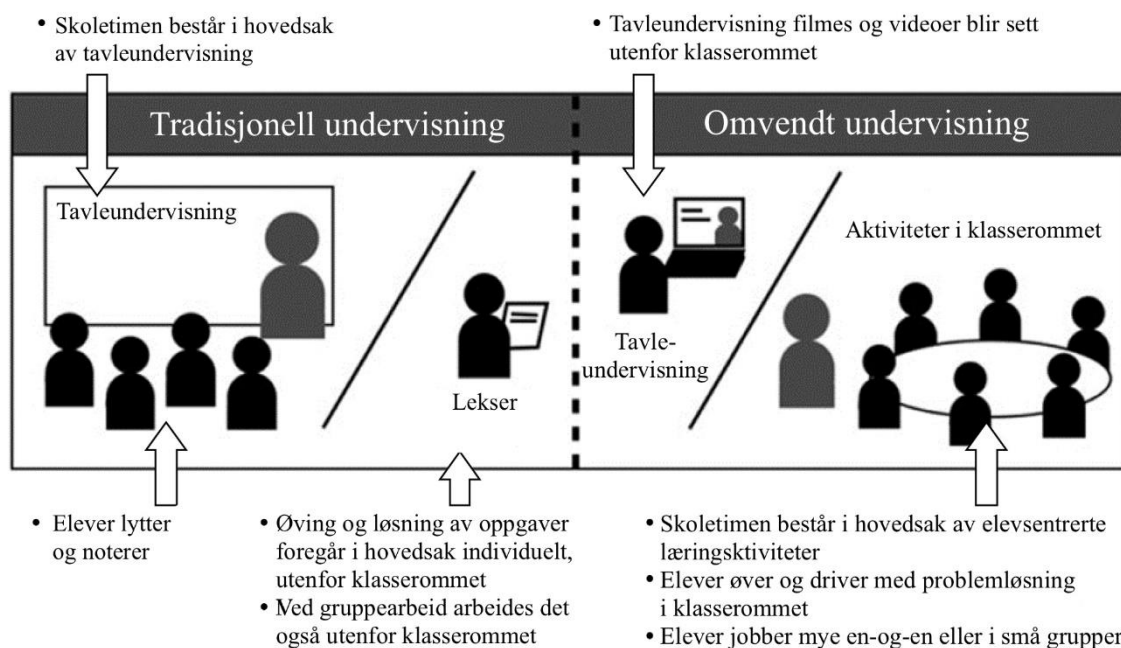 • Skoletimen består i hovedsak
av tavleundervisning
• Tavleundervisning filmes og videoer blir sett
utenfor klasserommet
Tradisjonell undervisning
Omvendt undervisning
Tavleundervisning
Lekser
Tavle-
undervisning
Aktiviteter i klasserommet
• Elever lytter
og noterer
• Øving og løsning av oppgaver
foregår i hovedsak individuelt,
utenfor klasserommet
• Ved gruppearbeid arbeides det
også utenfor klasserommet
• Skoletimen består i hovedsak av elevsentrerte
læringsktiviteter
• Elever øver og driver med problemløsning
i klasserommet
• Elever jobber mye en-og-en eller i små grupper